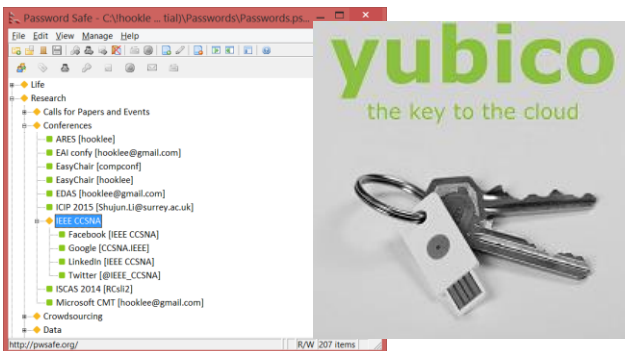 Password Safe - C:\!hookle ... tial)\Passwords\Passwords.ps...
File Edit View Manage Help
Life
Research
Calls for Papers and Events
Conferences
ARES [hooklee]
EAI confy [hooklee@gmail.com]
EasyChair [compconf]
EasyChair [hooklee]
EDAS [hooklee@gmail.com]
ICIP 2015 [Shujun.Li@surrey.ac.uk]
IEEE CCSNA
Facebook [IEEE CCSNA]
Google [CCSNA.IEEE]
LinkedIn [IEEE CCSNA]
Twitter [@IEEE_CCSNA]
ISCAS 2014 [RCsli2]
Microsoft CMT [hooklee@gmail.com]
Crowdsourcing
Data
http://pwsafe.org/
R/W 207 items
yubico
the key to the cloud